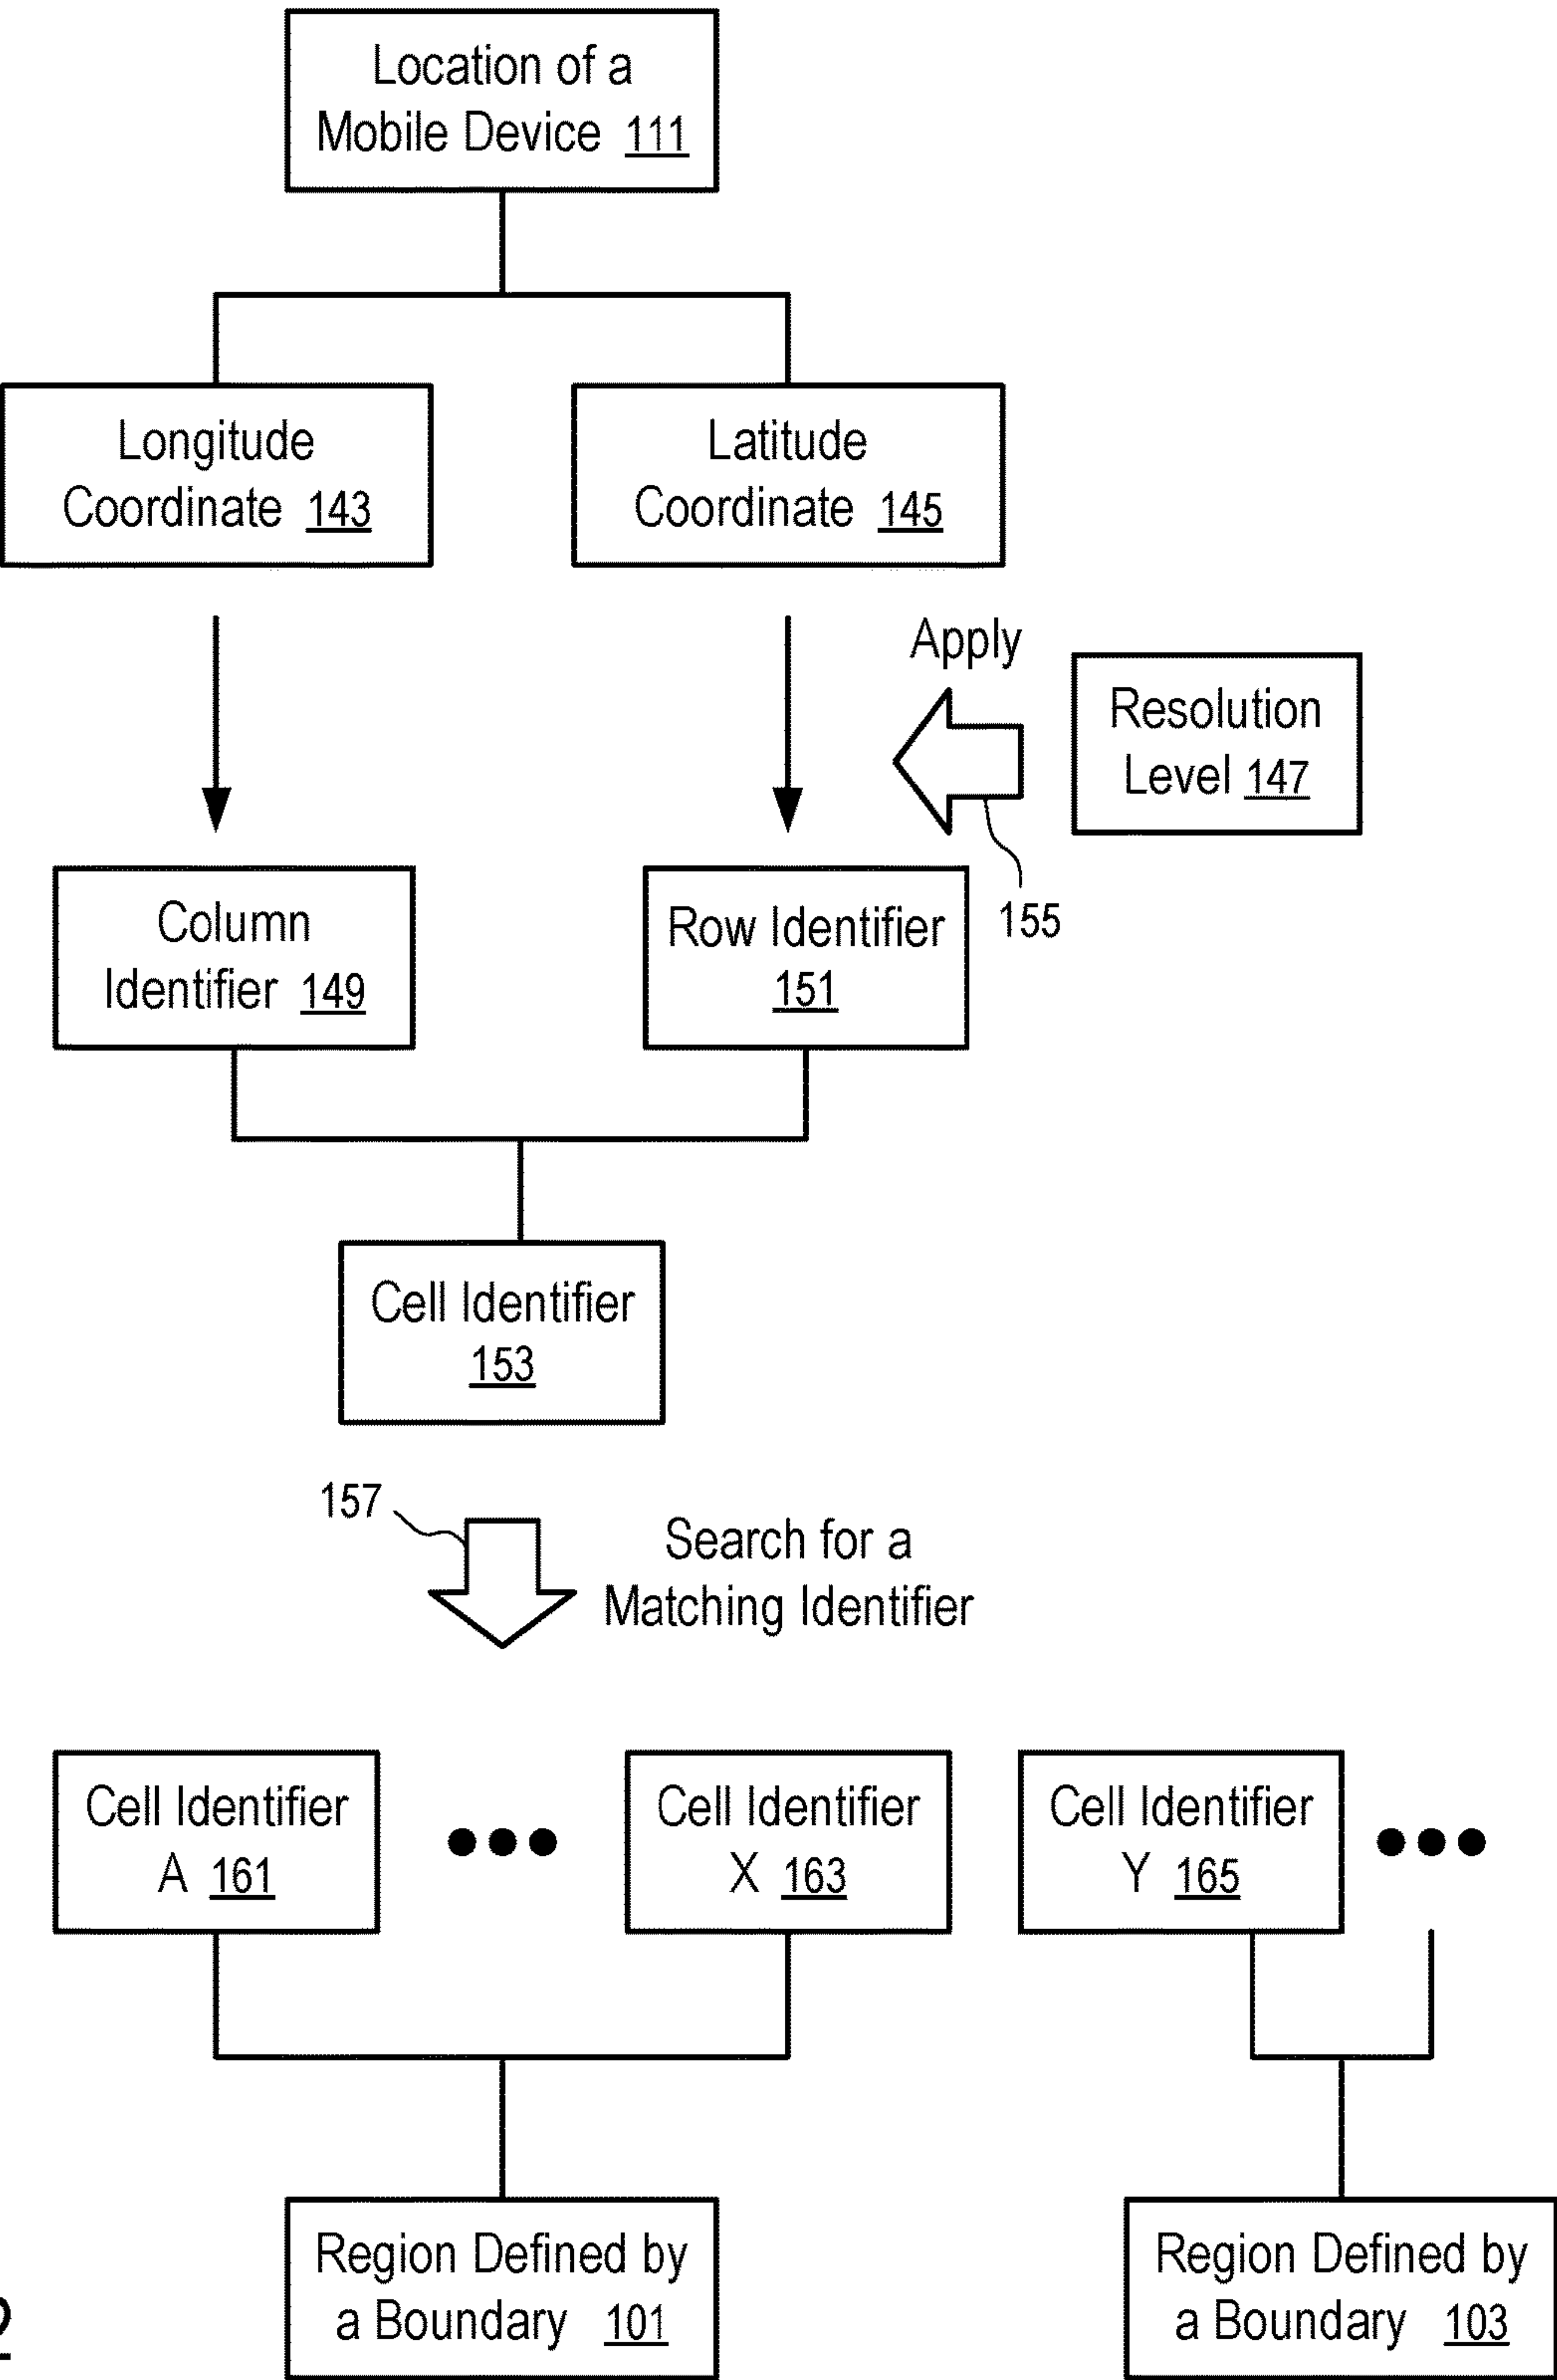 Location of a
Mobile Device 111
Longitude
Coordinate 143
Latitude
Coordinate 145
Apply
Resolution
Level 147
155
Column
Identifier 149
Row Identifier
151
Cell Identifier
153
157
Search for a
Matching Identifier
Cell Identifier
A 161
Cell Identifier
X 163
Cell Identifier
Y 165
Region Defined by
a Boundary 101
Region Defined by
a Boundary 103